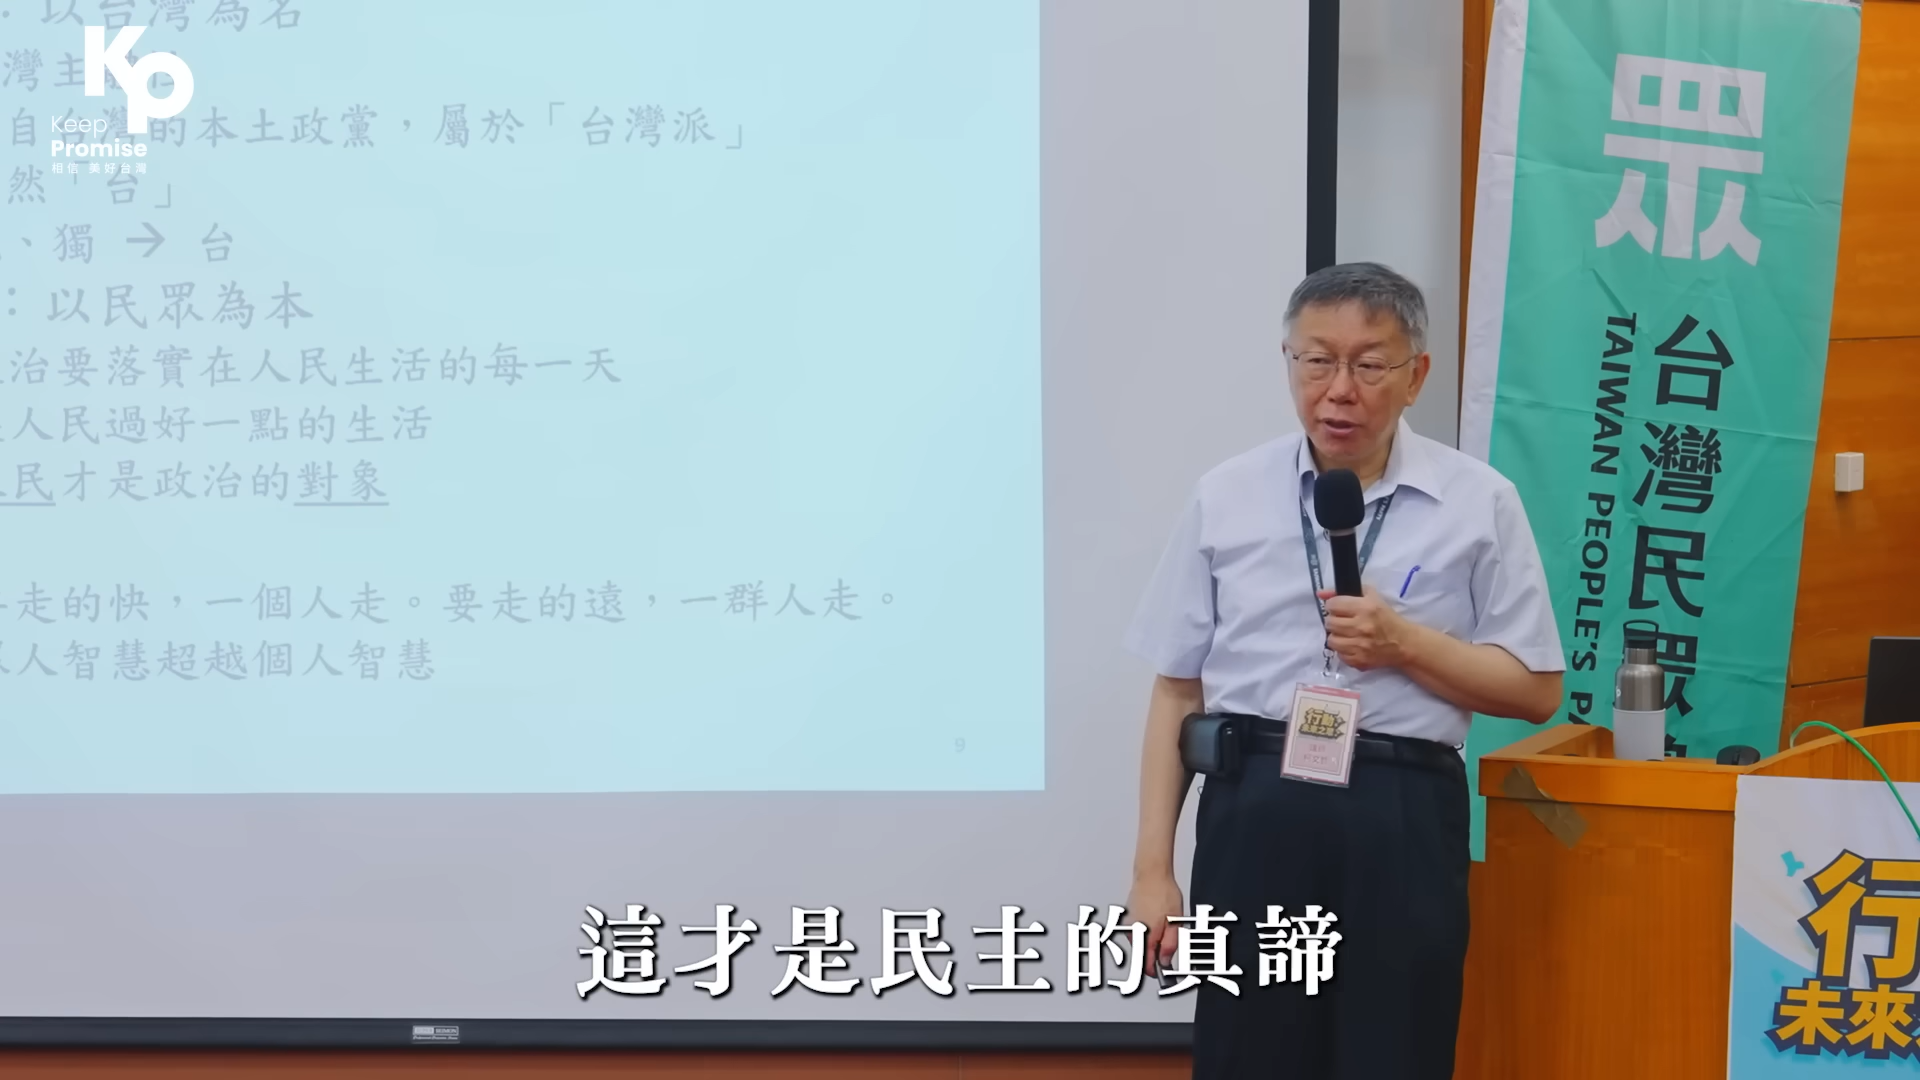 ：以台灣為名
灣主體性
自台灣的本土政黨，屬於「台灣派」
然「台」
、獨 → 台
：以民眾為本
治要落實在人民生活的每一天
人民過好一點的生活
民才是政治的對象
走的快，一個人走。要走的遠，一群人走。
人智慧超越個人智慧
9
KP
Keep
Promise
相信 美好台灣
眾
台灣民眾
TAIWAN PEOPLE'S PA
行動
行
未來
這才是民主的真諦